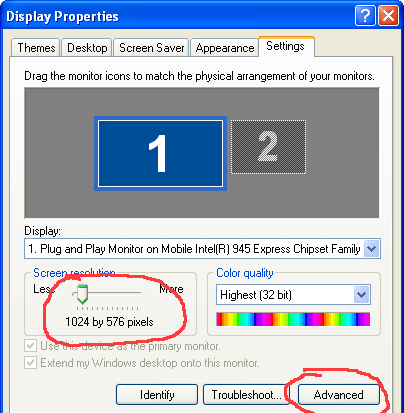 Display Properties
Themes Desktop Screen Saver Appearance Settings
Drag the monitor icons to match the physical arrangement of your monitors.
1 2
Display:
1. Plug and Play Monitor on Mobile Intel(R) 945 Express Chipset Family
Screen resolution Color quality
Less More Highest (32 bit)
1024 by 576 pixels
Use this device as the primary monitor.
Extend my Windows desktop onto this monitor.
Identify Troubleshoot... Advanced